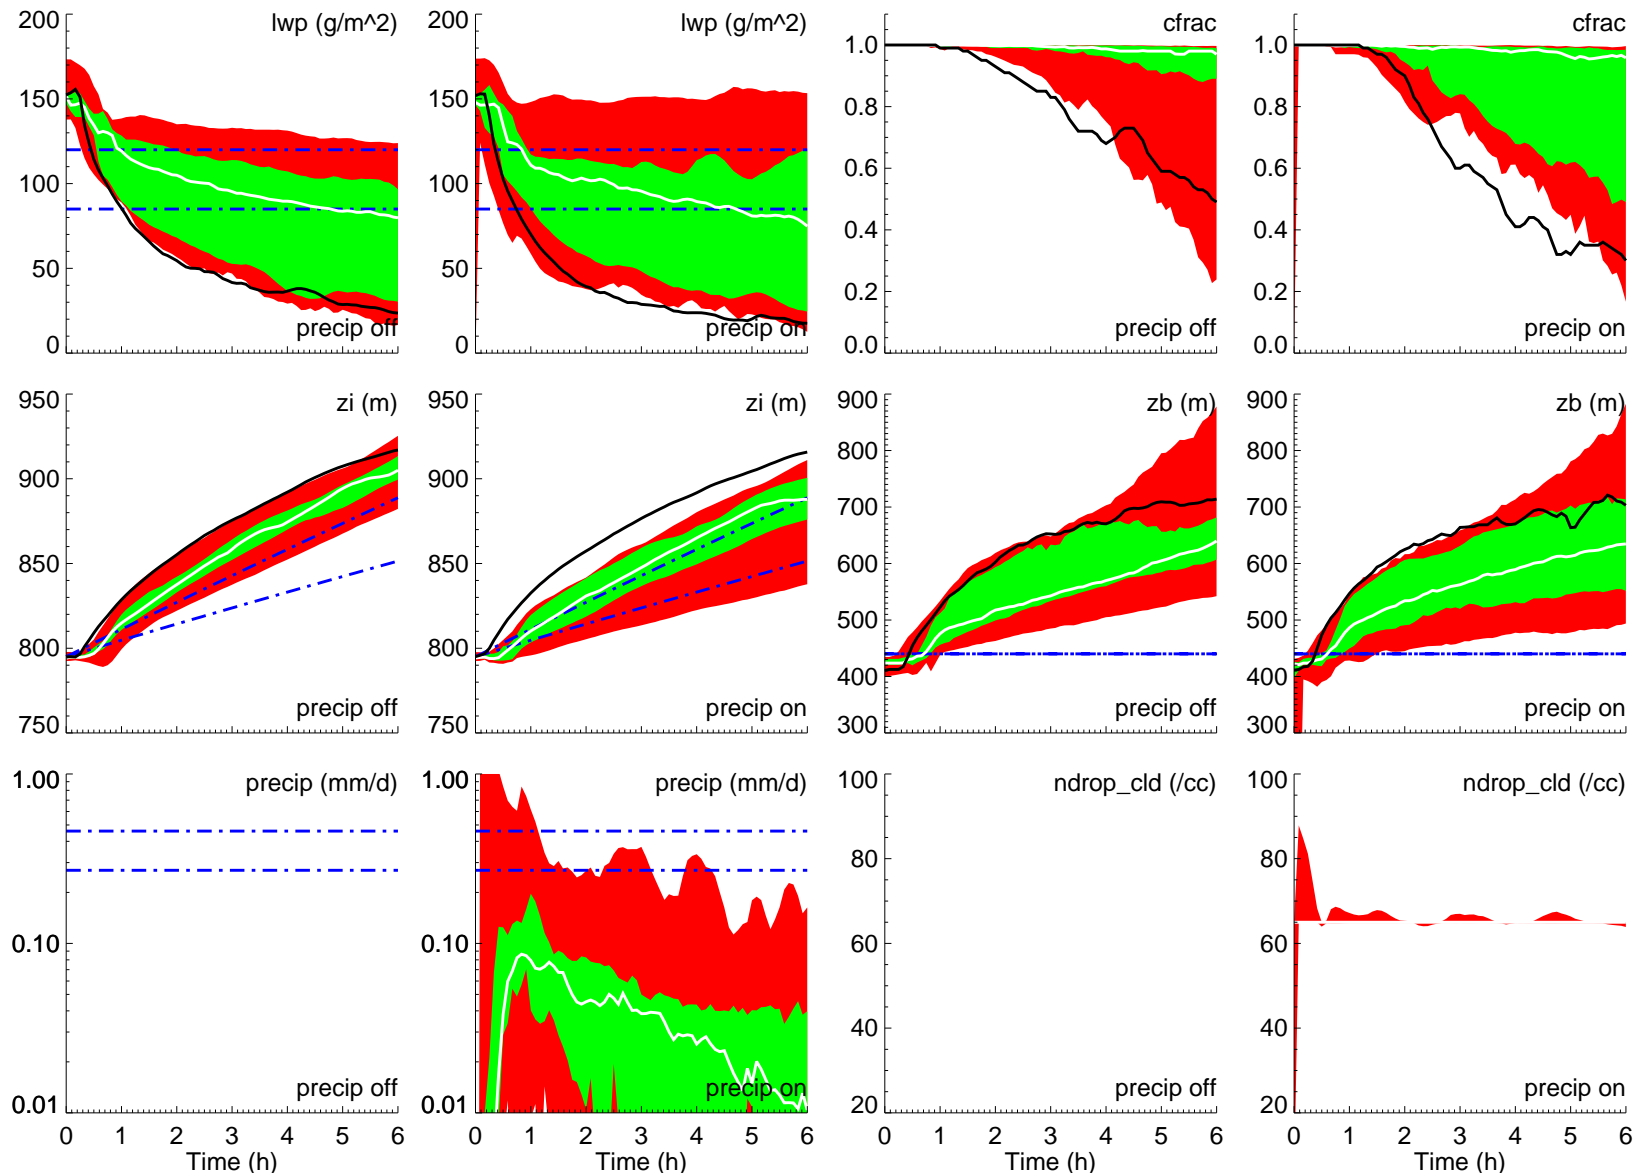 200 lwp (g/m^2) 200 lwp (g/m^2) cfrac cfrac
150 150 1.0 1.0
0.8 0.8
100 100 0.6 0.6
50 50 0.4 0.4
0.2 0.2
0 precip off 0 precip on 0.0 precip off 0.0 precip on
950 zi (m) 950 zi (m) 900 zb (m) 900 zb (m)
800 800
900 900 700 700
850 850 600 600
500 500
800 800 400 400
750 precip off 750 precip on 300 precip off 300 precip on
1.00 precip (mm/d) 1.00 precip (mm/d) 100 ndrop_cld (/cc) 100 ndrop_cld (/cc)
80 80
0.10 0.10 60 60
40 40
0.01 precip off 0.01 precip on 20 precip off 20 precip on
0 1 2 3 4 5 6 0 1 2 3 4 5 6 0 1 2 3 4 5 6 0 1 2 3 4 5 6
Time (h) Time (h) Time (h) Time (h)